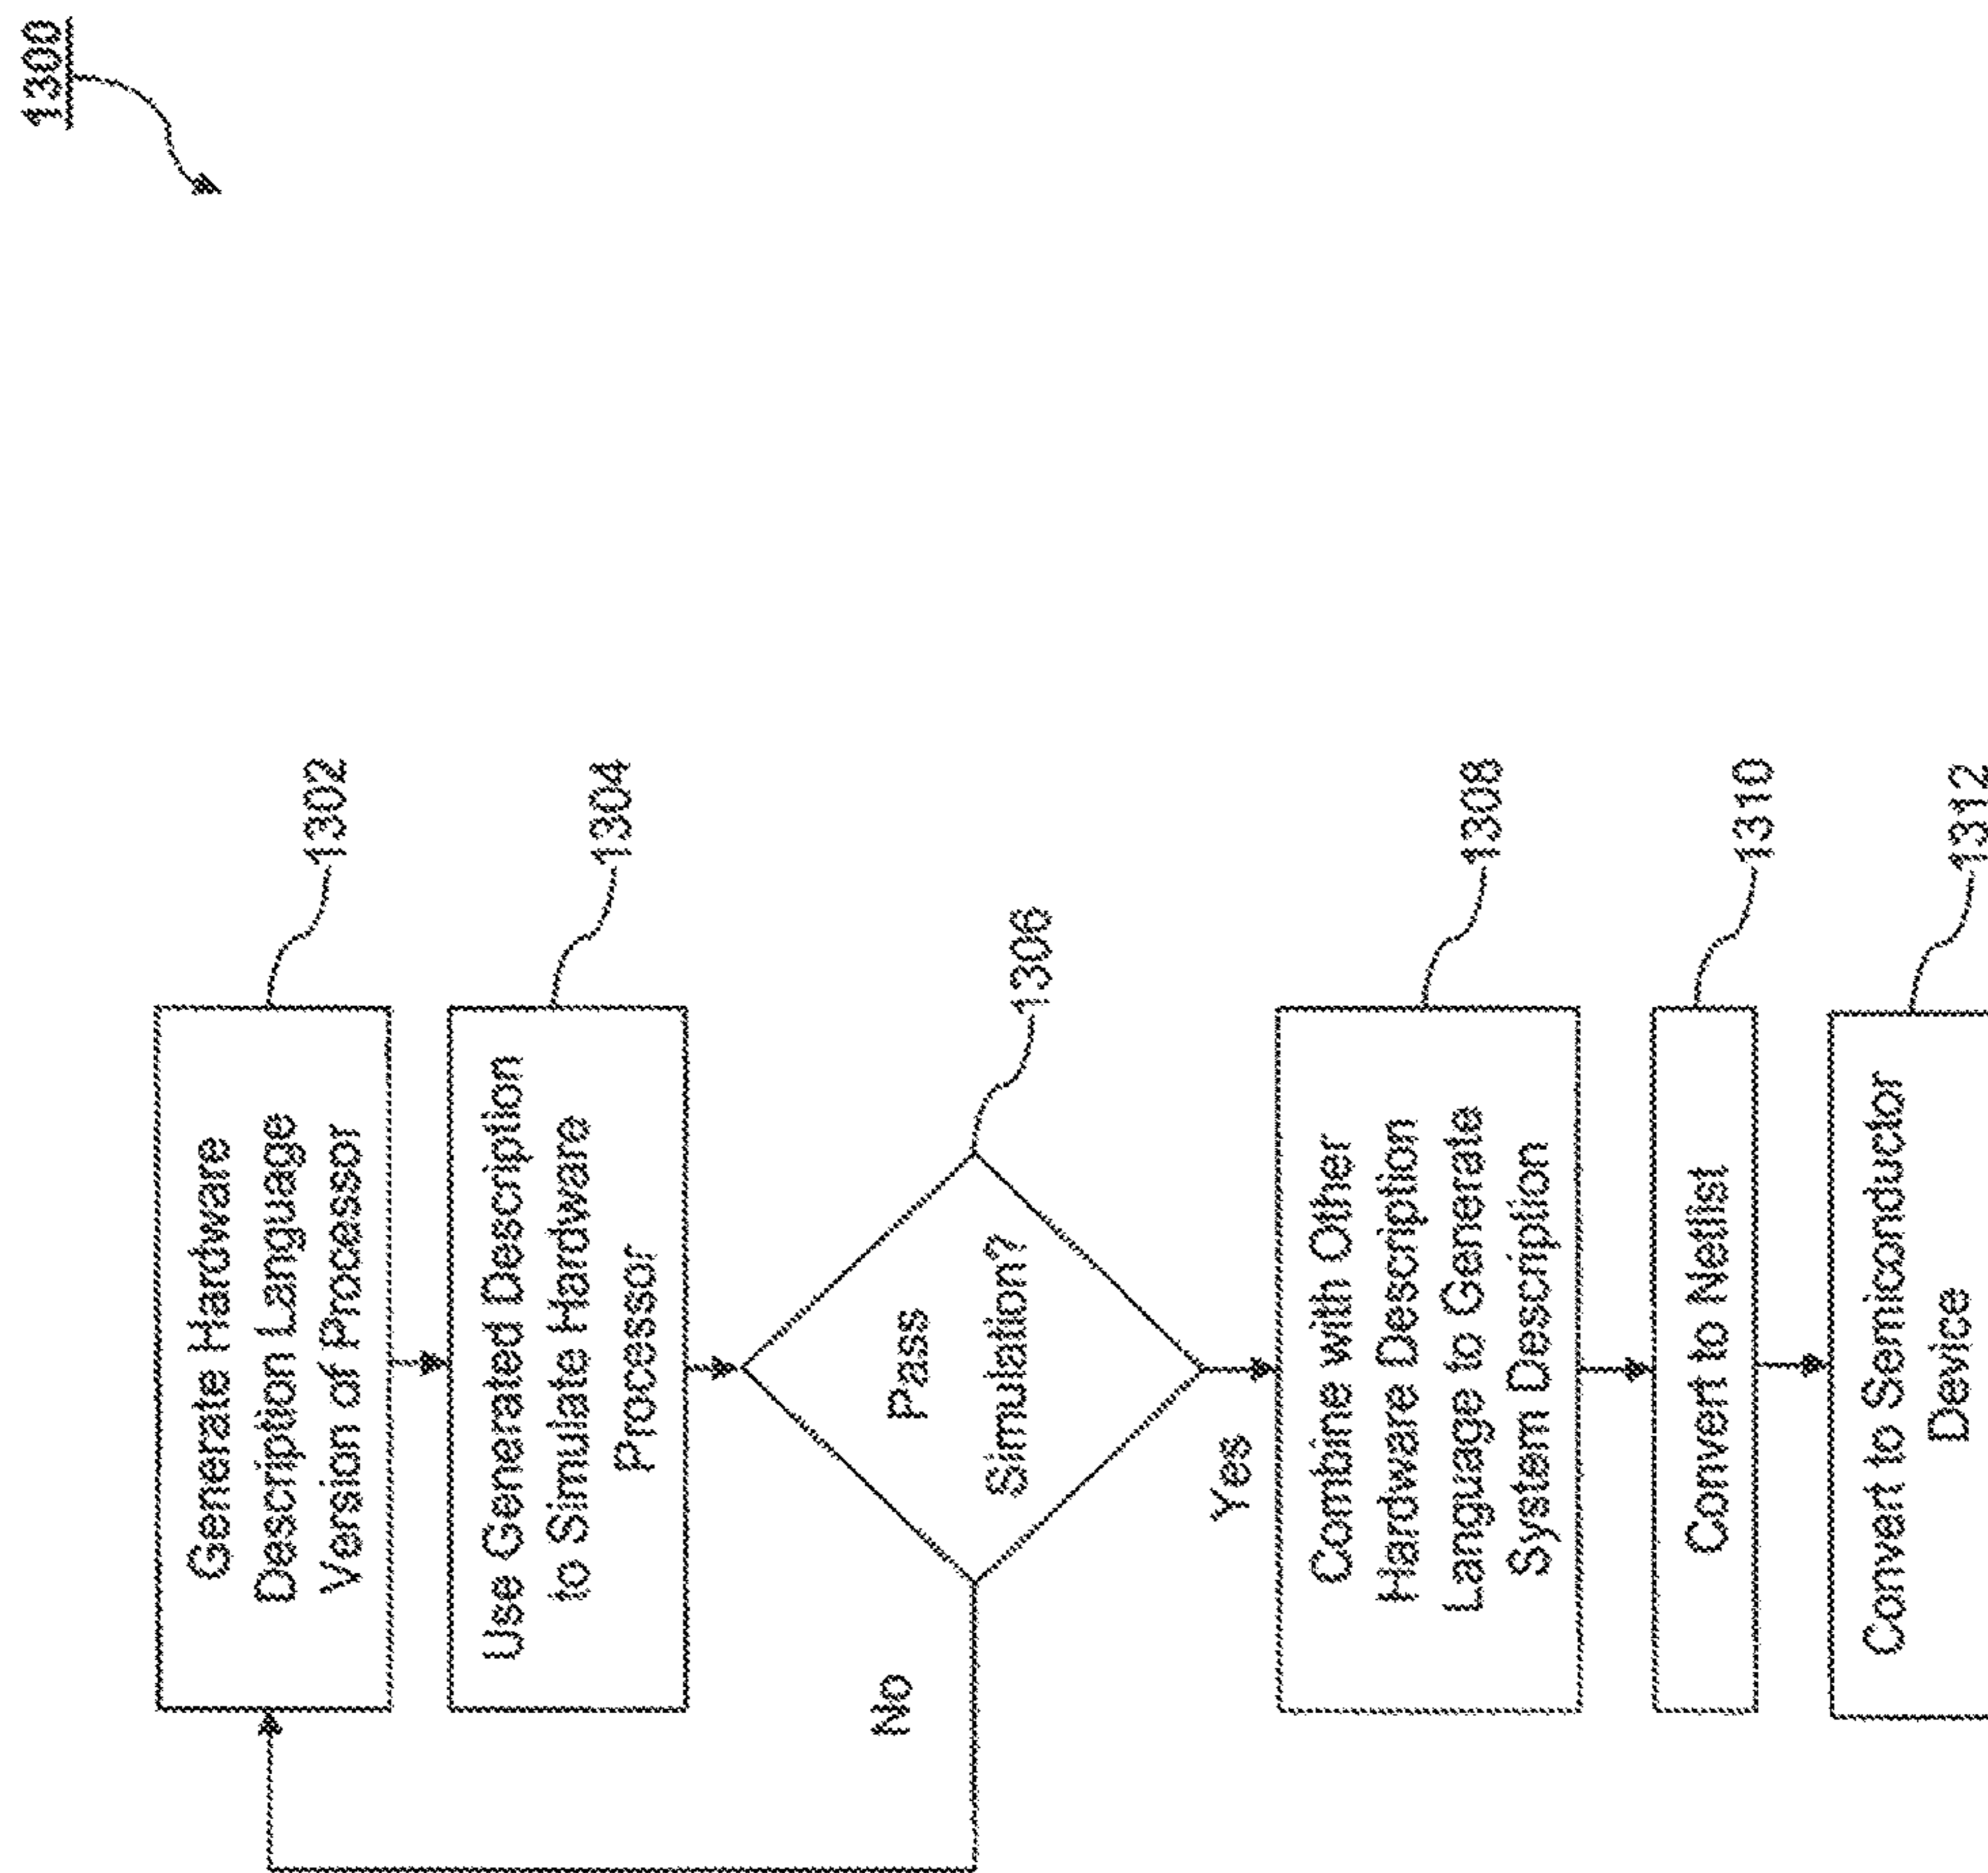 1300
Generate Hardware
Description Language
Version of Processor
1302
Use Generated Description
to Simulate Hardware
Processor
1304
Pass
Simulation?
1306
No
Yes
Combine with Other
Hardware Description
Language to Generate
System Description
1308
Convert to Netlist
1310
Convert to Semiconductor
Device
1312